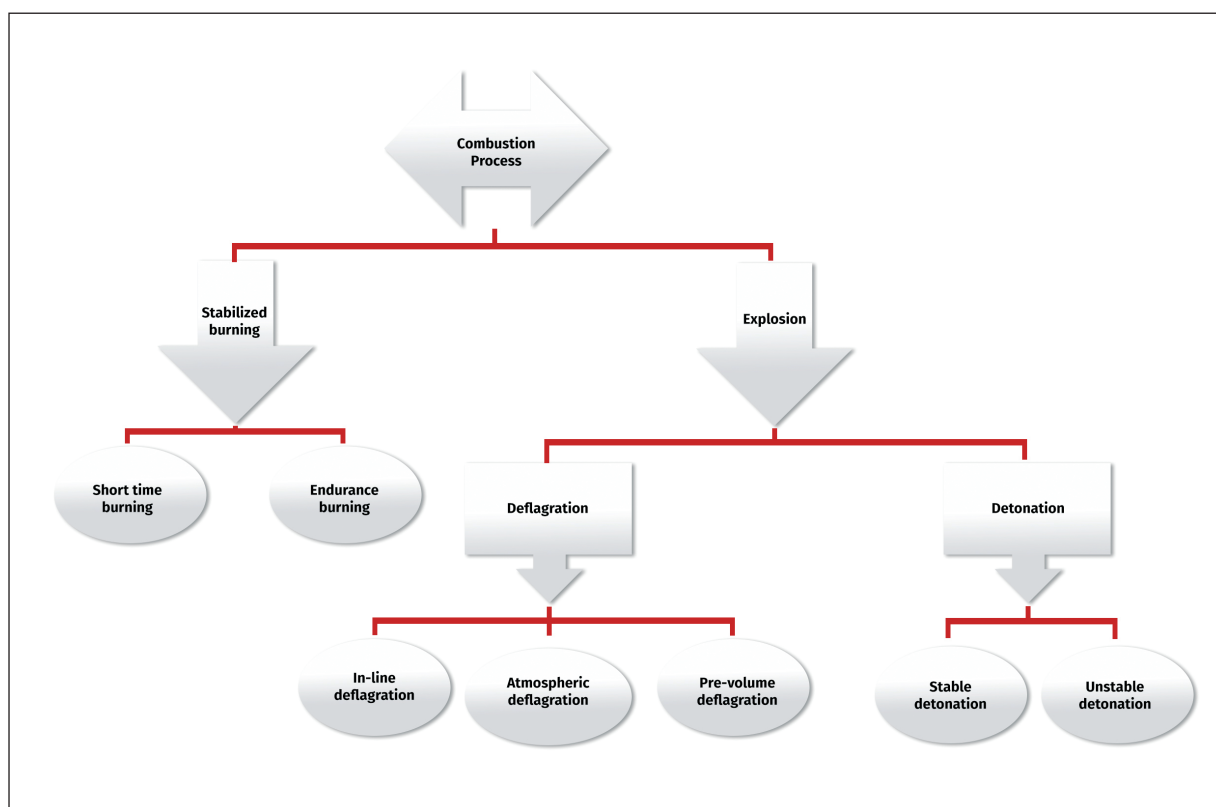 Combustion
Process
Stabilized
burning
Explosion
Short time
burning
Endurance
burning
Deflagration
Detonation
In-line
deflagration
Atmospheric
deflagration
Pre-volume
deflagration
Stable
detonation
Unstable
detonation